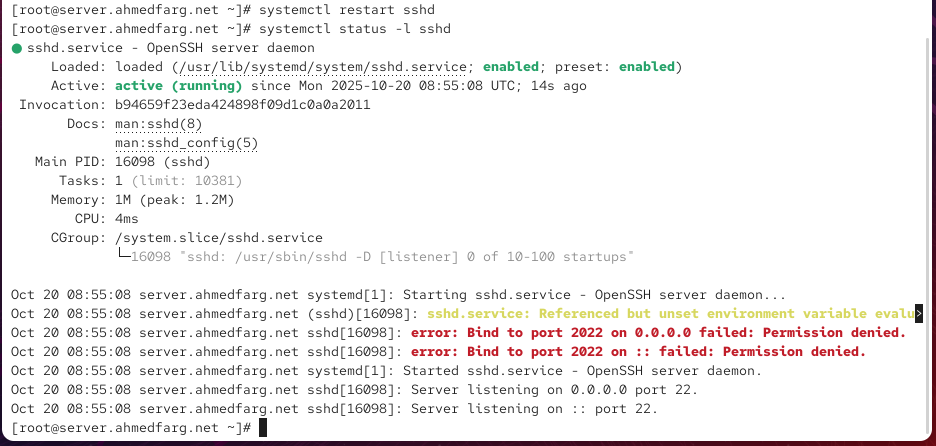 [root@server.ahmedfarg.net ~]# systemctl restart sshd
[root@server.ahmedfarg.net ~]# systemctl status -l sshd
● sshd.service - OpenSSH server daemon
     Loaded: loaded (/usr/lib/systemd/system/sshd.service; enabled; preset: enabled)
     Active: active (running) since Mon 2025-10-20 08:55:08 UTC; 14s ago
 Invocation: b94659f23eda424898f09d1c0a0a2011
       Docs: man:sshd(8)
             man:sshd_config(5)
   Main PID: 16098 (sshd)
      Tasks: 1 (limit: 10381)
     Memory: 1M (peak: 1.2M)
        CPU: 4ms
     CGroup: /system.slice/sshd.service
             └─16098 "sshd: /usr/sbin/sshd -D [listener] 0 of 10-100 startups"
Oct 20 08:55:08 server.ahmedfarg.net systemd[1]: Starting sshd.service - OpenSSH server daemon...
Oct 20 08:55:08 server.ahmedfarg.net (sshd)[16098]: sshd.service: Referenced but unset environment variable evalu>
Oct 20 08:55:08 server.ahmedfarg.net sshd[16098]: error: Bind to port 2022 on 0.0.0.0 failed: Permission denied.
Oct 20 08:55:08 server.ahmedfarg.net sshd[16098]: error: Bind to port 2022 on :: failed: Permission denied.
Oct 20 08:55:08 server.ahmedfarg.net systemd[1]: Started sshd.service - OpenSSH server daemon.
Oct 20 08:55:08 server.ahmedfarg.net sshd[16098]: Server listening on 0.0.0.0 port 22.
Oct 20 08:55:08 server.ahmedfarg.net sshd[16098]: Server listening on :: port 22.
[root@server.ahmedfarg.net ~]#